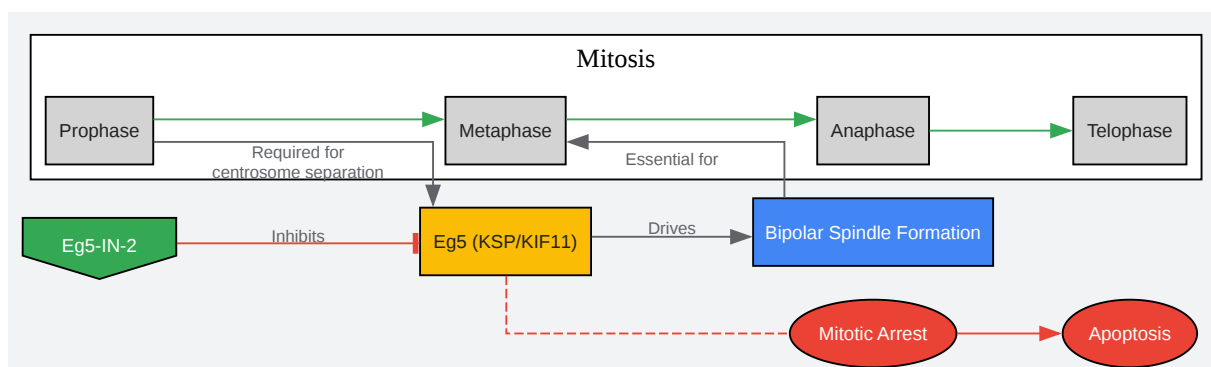 Mitosis
Prophase
Metaphase
Anaphase
Telophase
Required for
centrosome separation
Essential for
Eg5-IN-2
Inhibits
Eg5 (KSP/KIF11)
Drives
Bipolar Spindle Formation
Mitotic Arrest
Apoptosis